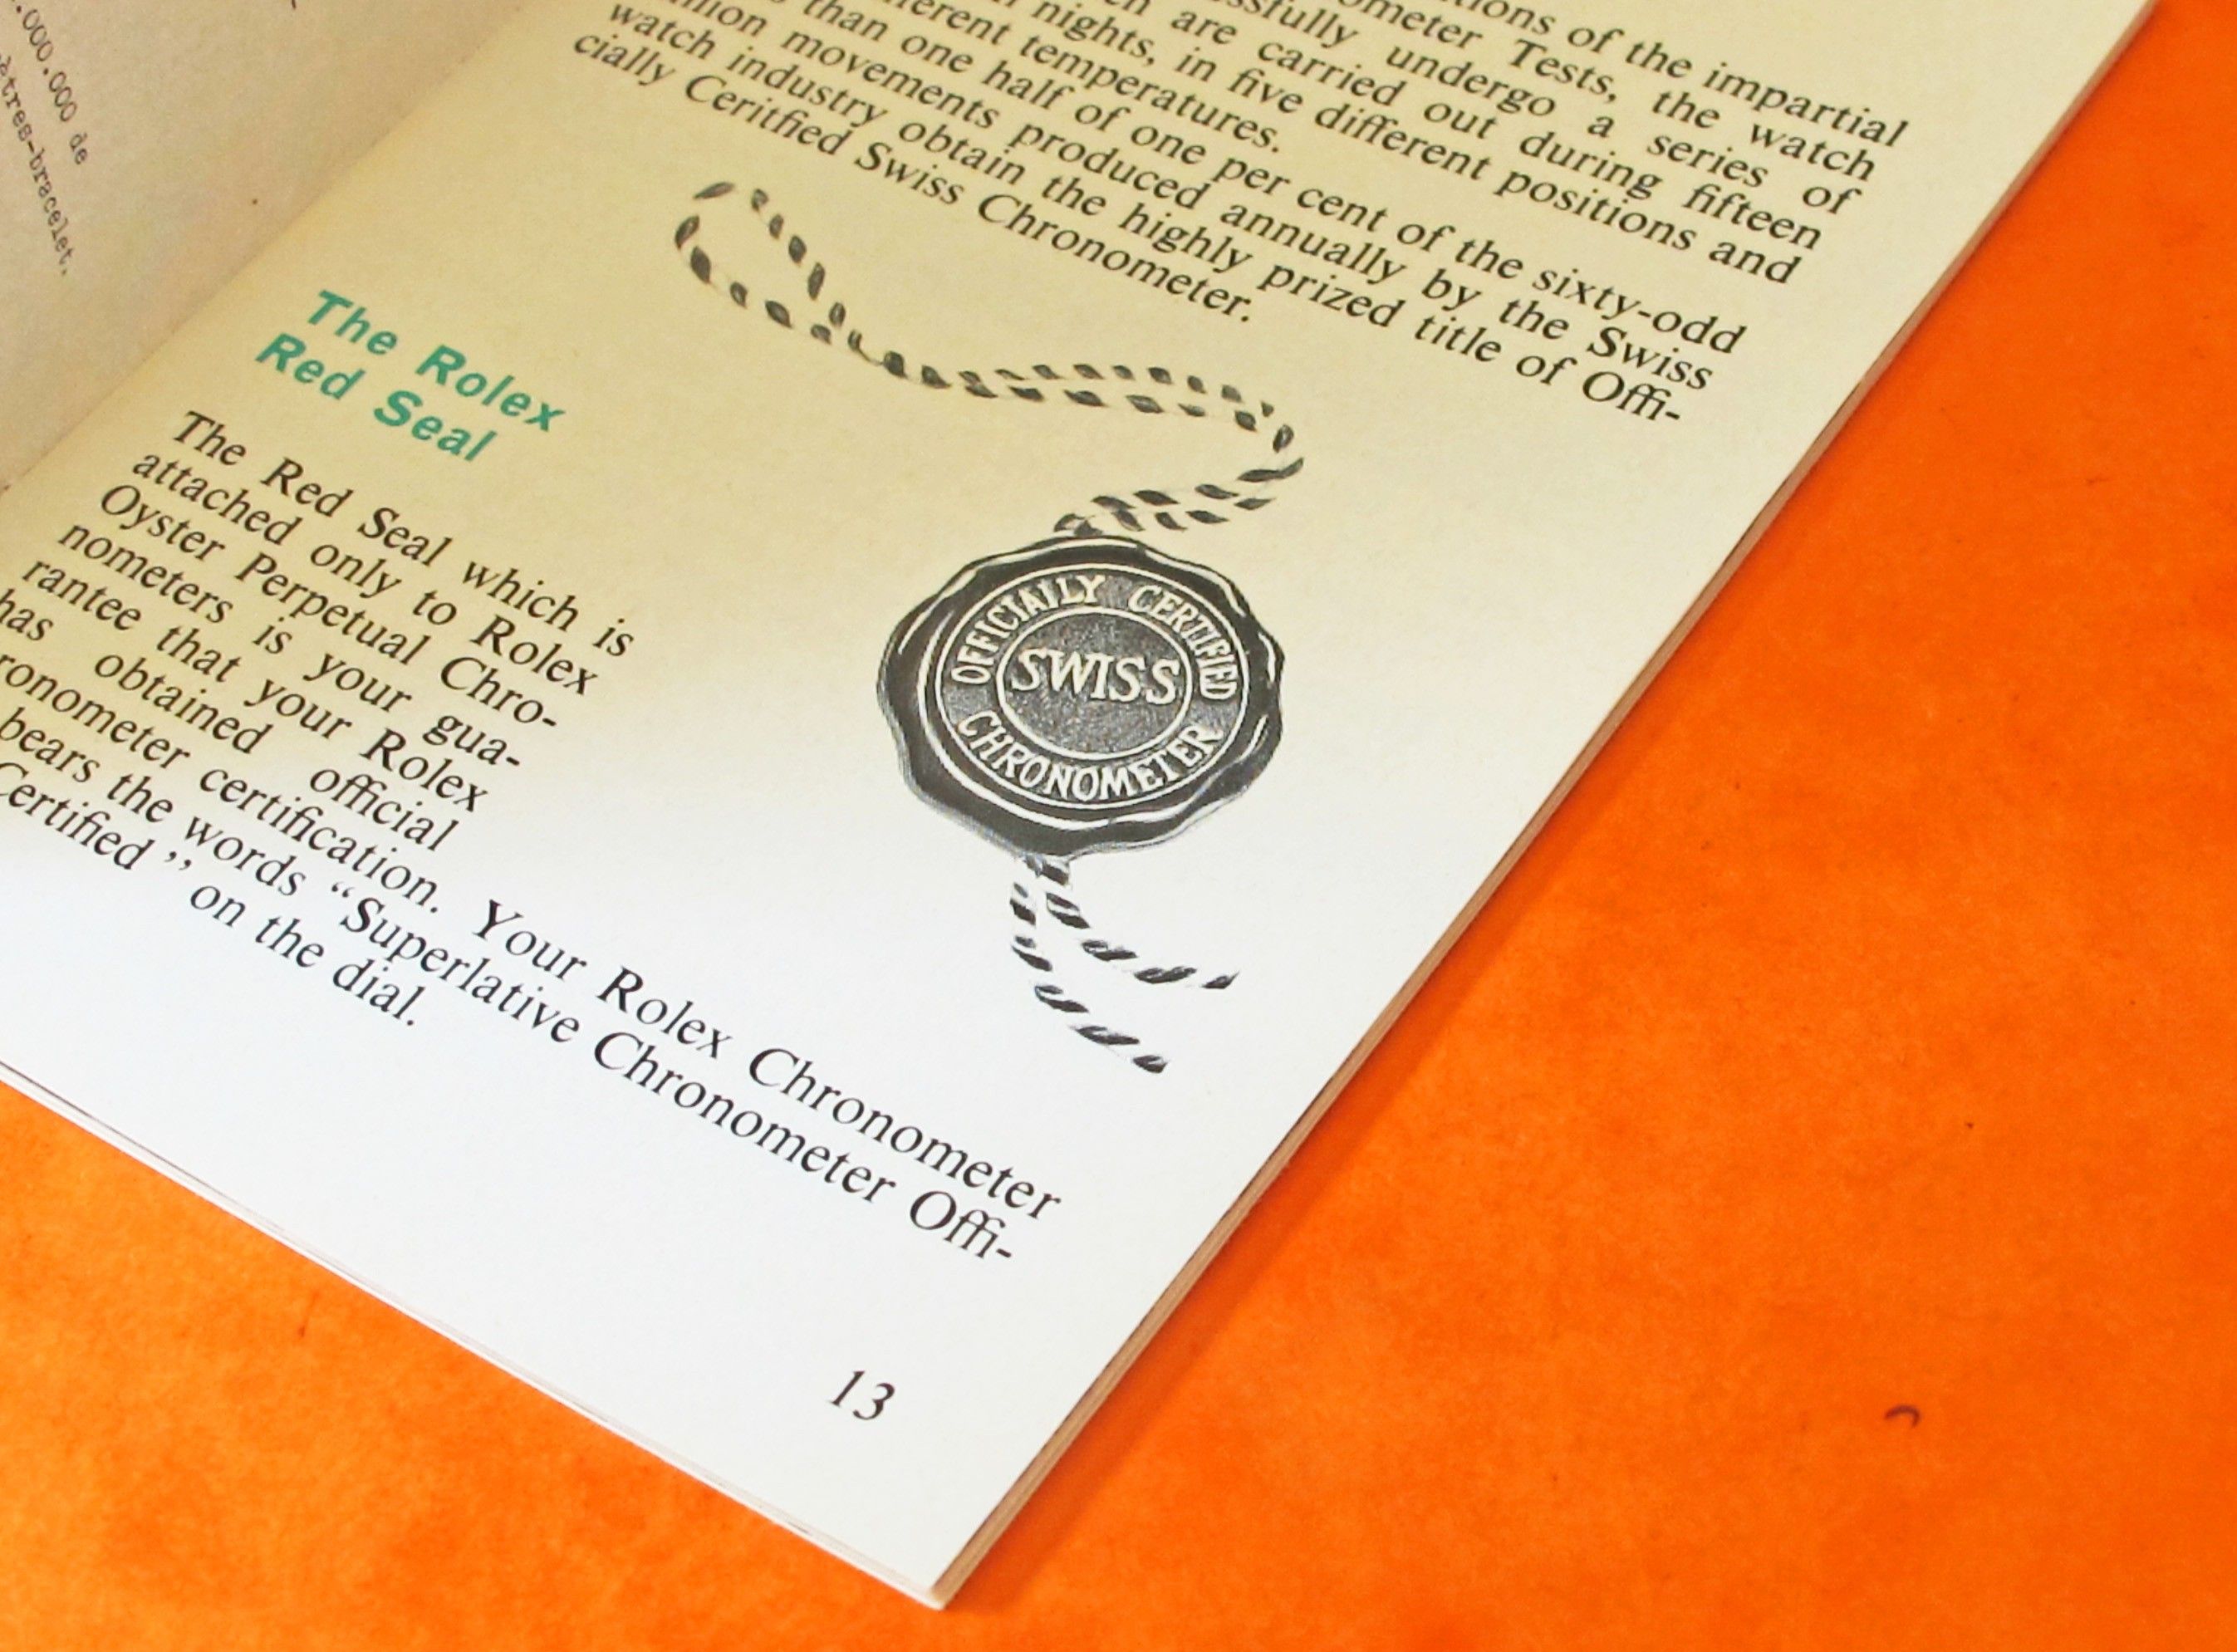 .000.000 de
ètres-bracelet.
of the impartial
Tests, the watch
undergo a series of
are carried out during fifteen
nights, in five different positions and
temperatures.
than one half of one per cent of the sixty-odd
movements produced annually by the Swiss
watch industry obtain the highly prized title of Offi-
cially Ceritfied Swiss Chronometer.
The Rolex
Red Seal
The Red Seal which is
attached only to Rolex
Oyster Perpetual Chro-
nometers is your gua-
rantee that your Rolex
has obtained official
ronometer certification. Your Rolex Chronometer
bears the words “Superlative Chronometer Offi-
Certified” on the dial.
OFFICIALLY CERTIFIED
SWISS
CHRONOMETER
13